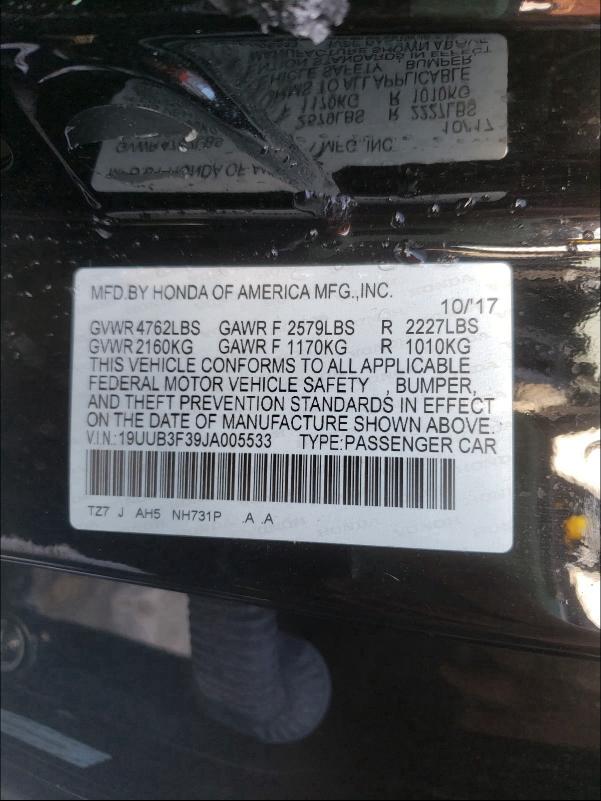 MFD.BY HONDA OF AMERICA MFG.,INC.
10/'17
GVWR 4762LBS GAWR F 2579LBS R 2227LBS
GVWR 2160KG GAWR F 1170KG R 1010KG
THIS VEHICLE CONFORMS TO ALL APPLICABLE
FEDERAL MOTOR VEHICLE SAFETY , BUMPER,
AND THEFT PREVENTION STANDARDS IN EFFECT
ON THE DATE OF MANUFACTURE SHOWN ABOVE.
V.I.N.:19UUB3F39JA005533 TYPE:PASSENGER CAR
TZ7 J AH5 NH731P .A .A